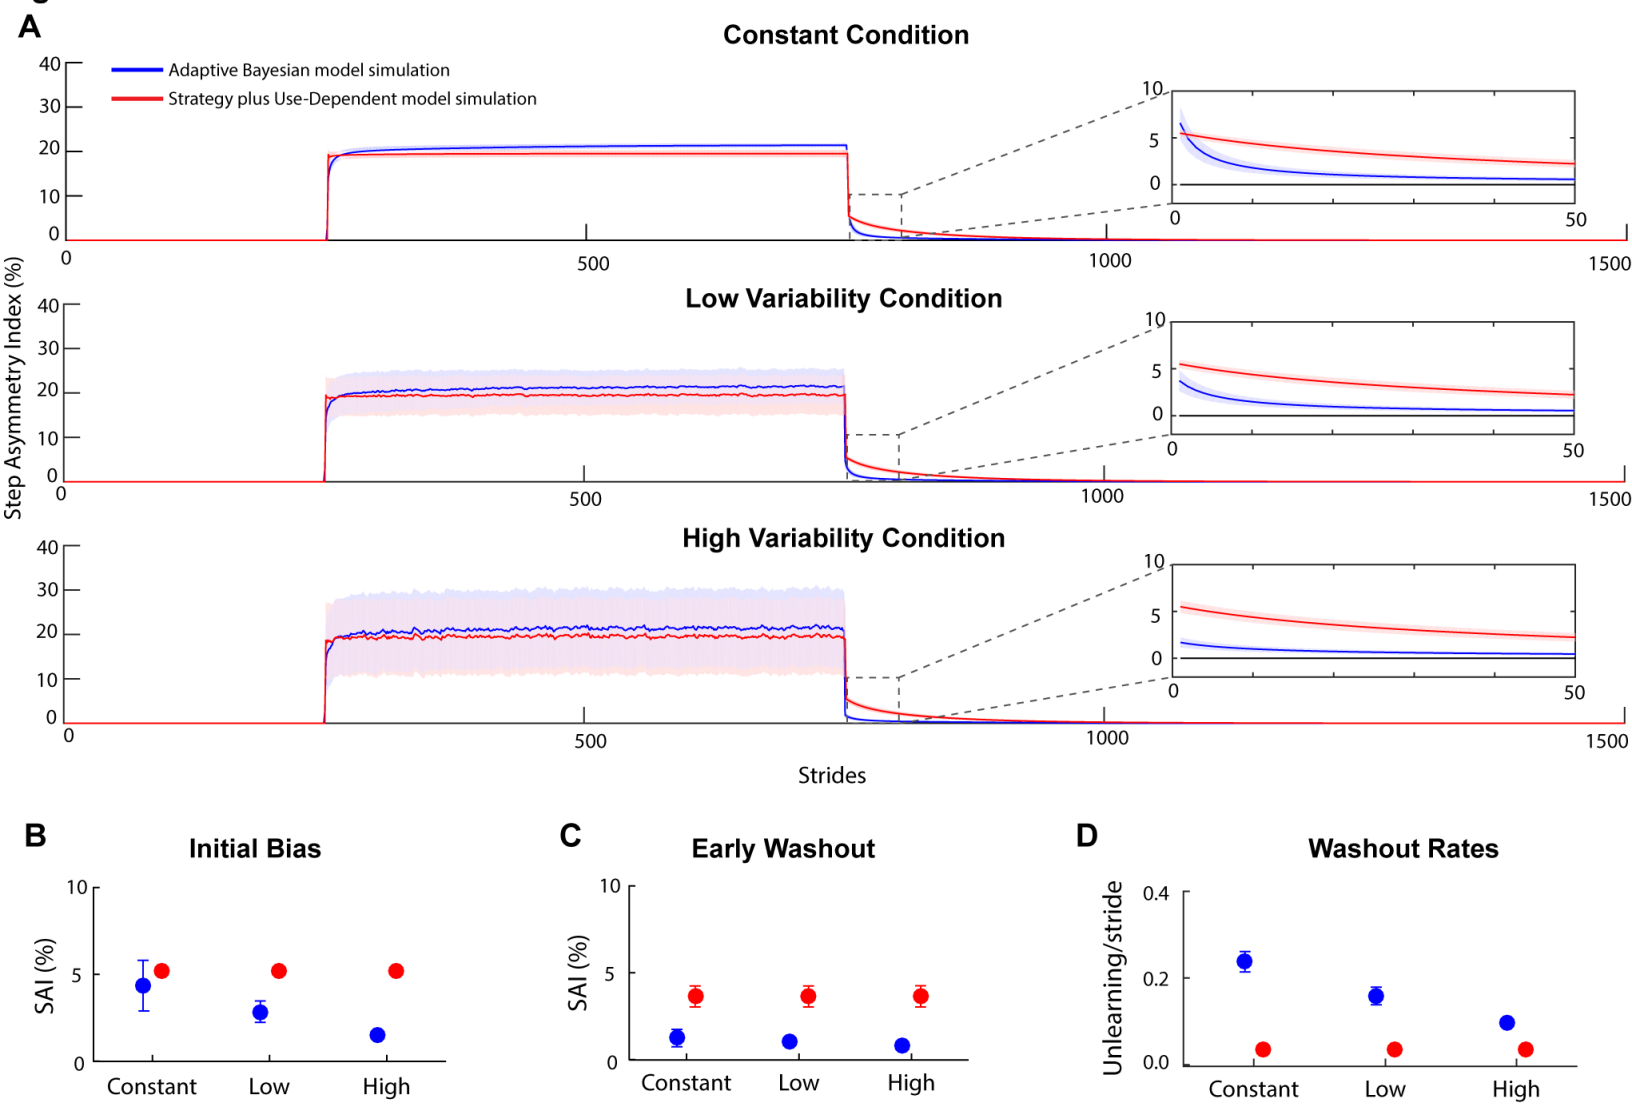 A
Constant Condition
Adaptive Bayesian model simulation
Strategy plus Use-Dependent model simulation
40
30
20
10
0
0
500
1000
1500
10
5
0
0
50
Step Asymmetry Index (%)
Low Variability Condition
40
30
20
10
0
0
500
1000
1500
10
5
0
0
50
High Variability Condition
40
30
20
10
0
0
500
1000
1500
10
5
0
0
50
Strides
B
Initial Bias
SAI (%)
10
5
0
Constant
Low
High
C
Early Washout
SAI (%)
10
5
0
Constant
Low
High
D
Washout Rates
Unlearning/stride
0.4
0.2
0.0
Constant
Low
High